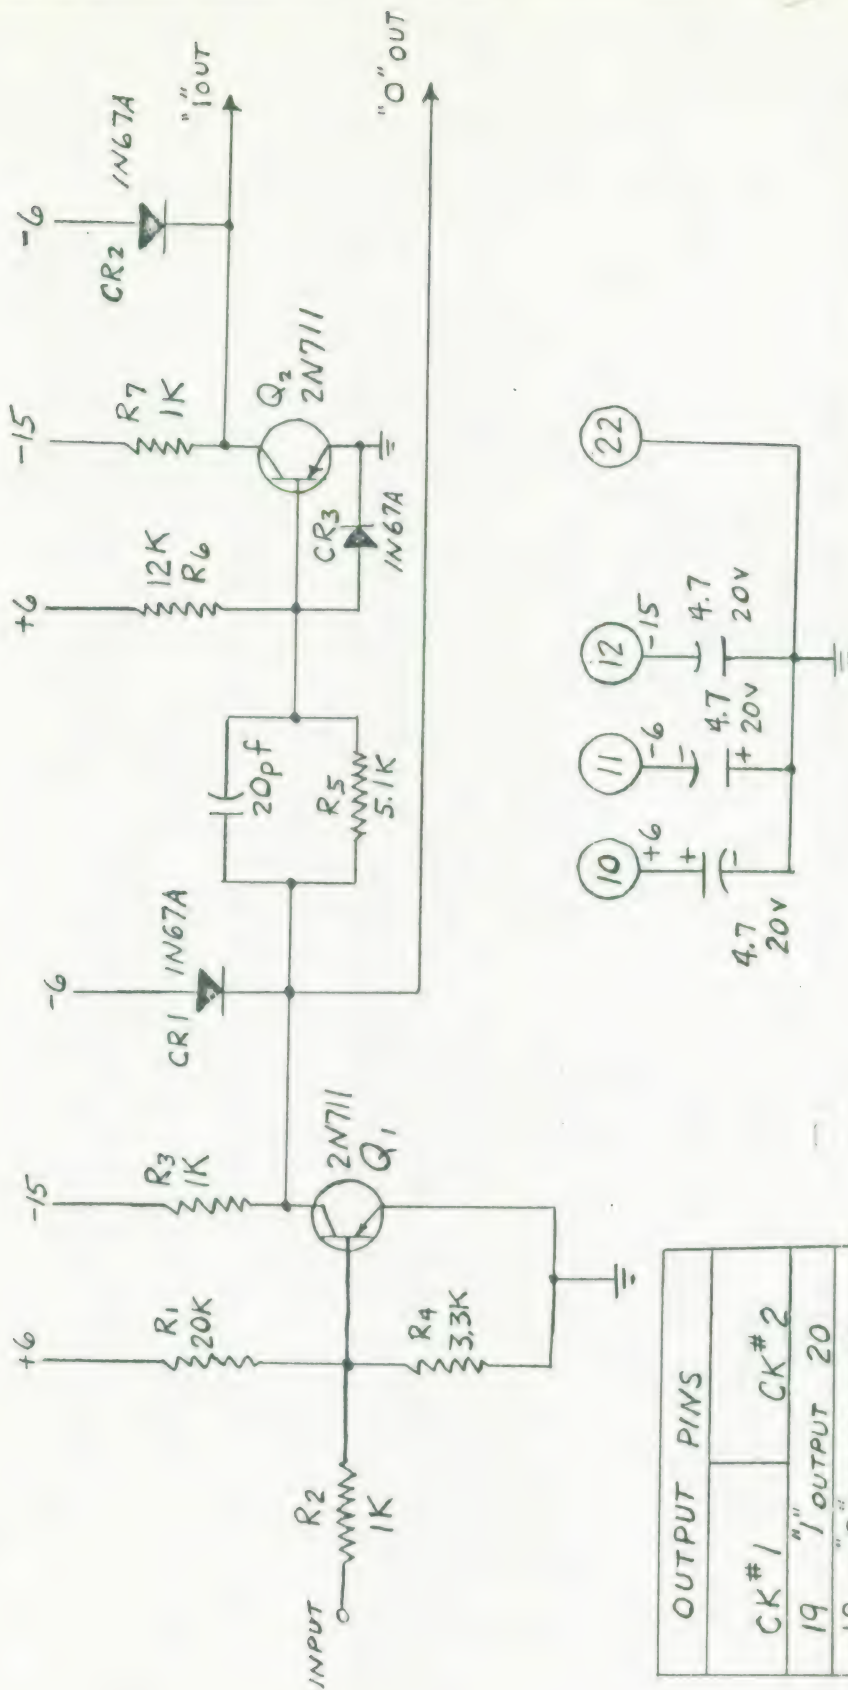 INPUT
R2
1K
+6
R1
20K
R4
3.3K
-15
R3
1K
2N711
Q1
-6
CR1
1N67A
20pf
R5
5.1K
+6
12K
R6
CR3
1N67A
-15
R7
1K
Q2
2N711
-6
CR2
1N67A
"1" OUT
"0" OUT
10
+6
+
-
4.7
20V
11
-6
-
+
4.7
20V
12
-15
4.7
20V
22
OUTPUT PINS
CK#1 CK#2
19 "1" OUTPUT 20